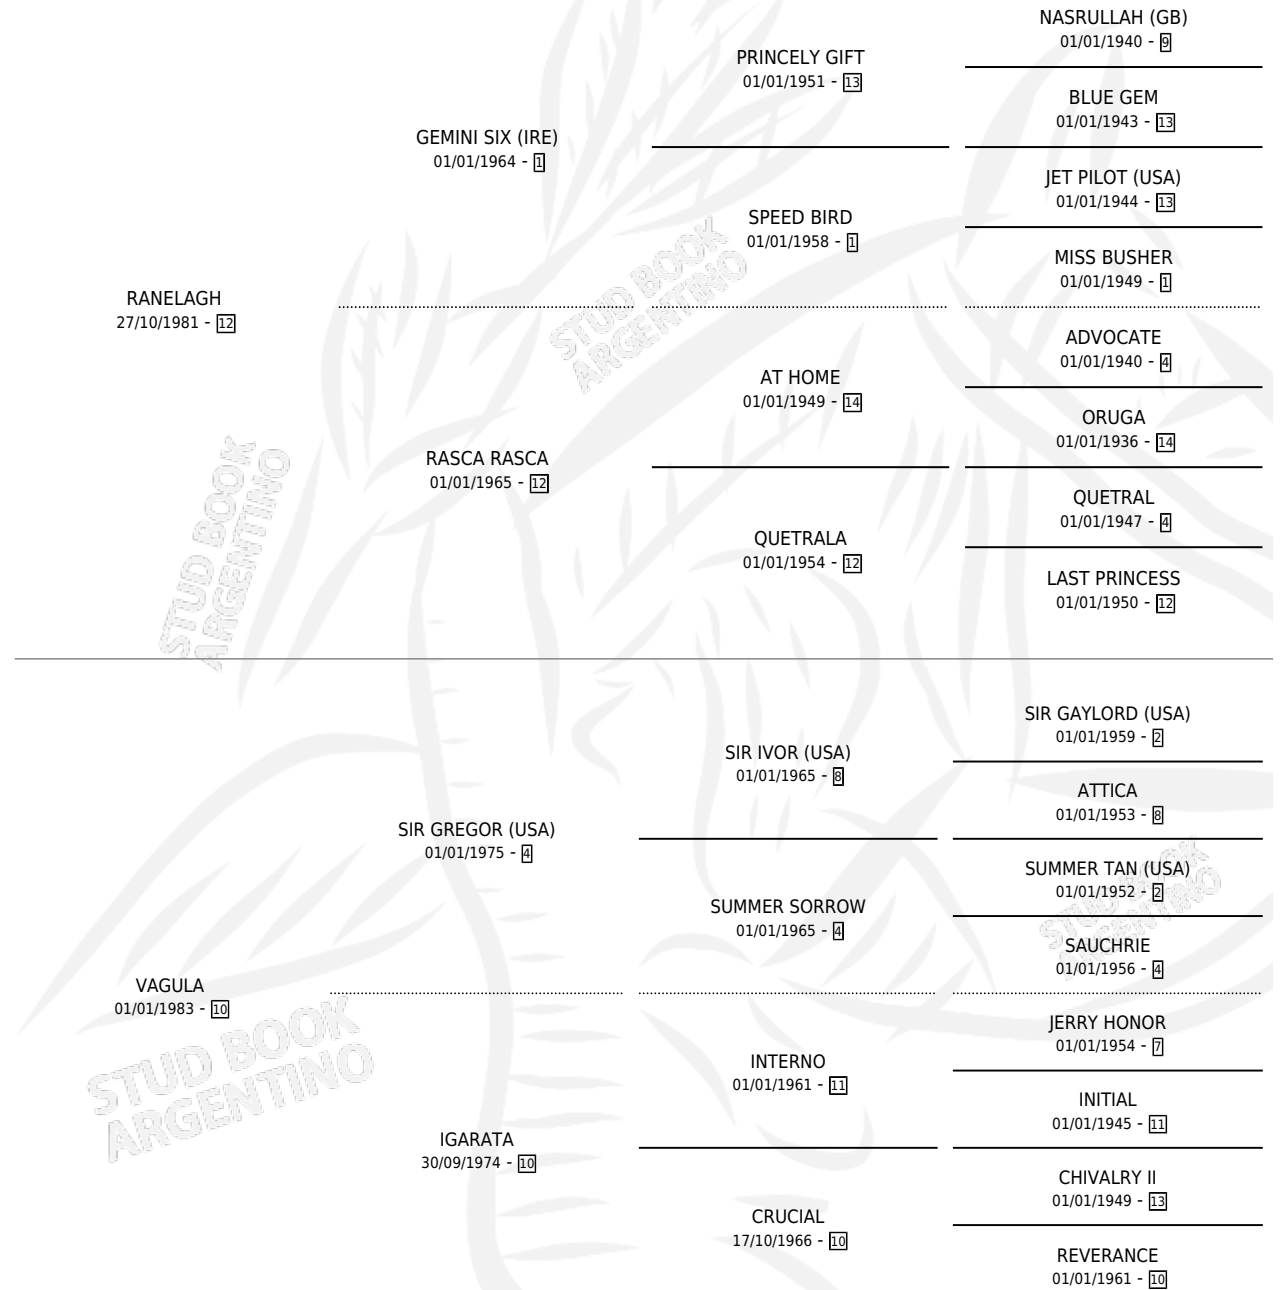 NASRULLAH (GB)
01/01/1940 - 9
PRINCELY GIFT
01/01/1951 - 13
BLUE GEM
01/01/1943 - 13
GEMINI SIX (IRE)
01/01/1964 - 1
JET PILOT (USA)
01/01/1944 - 13
SPEED BIRD
01/01/1958 - 1
MISS BUSHER
01/01/1949 - 1
RANELAGH
27/10/1981 - 12
ADVOCATE
01/01/1940 - 4
AT HOME
01/01/1949 - 14
ORUGA
01/01/1936 - 14
RASCA RASCA
01/01/1965 - 12
QUETRAL
01/01/1947 - 4
QUETRALA
01/01/1954 - 12
LAST PRINCESS
01/01/1950 - 12
SIR GAYLORD (USA)
01/01/1959 - 2
SIR IVOR (USA)
01/01/1965 - 8
ATTICA
01/01/1953 - 8
SIR GREGOR (USA)
01/01/1975 - 4
SUMMER TAN (USA)
01/01/1952 - 2
SUMMER SORROW
01/01/1965 - 4
SAUCHRIE
01/01/1956 - 4
VAGULA
01/01/1983 - 10
JERRY HONOR
01/01/1954 - 7
INTERNO
01/01/1961 - 11
INITIAL
01/01/1945 - 11
IGARATA
30/09/1974 - 10
CHIVALRY II
01/01/1949 - 13
CRUCIAL
17/10/1966 - 10
REVERANCE
01/01/1961 - 10
STUD BOOK
ARGENTINO
STUD BOOK
ARGENTINO
STUD BOOK
ARGENTINO
STUD BOOK
ARGENTINO